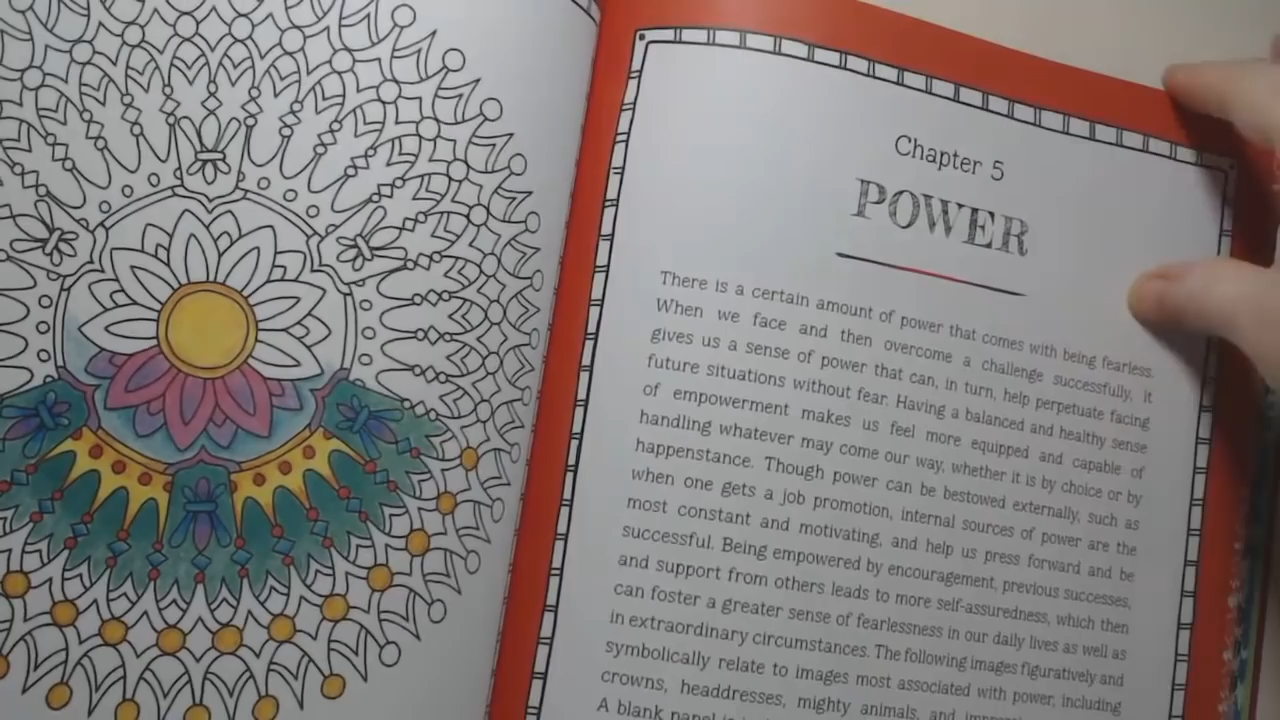 Chapter 5
POWER
There is a certain amount of power that comes with being fearless.
When we face and then overcome a challenge successfully, it
gives us a sense of power that can, in turn, help perpetuate facing
future situations without fear. Having a balanced and healthy sense
of empowerment makes us feel more equipped and capable of
handling whatever may come our way, whether it is by choice or by
happenstance. Though power can be bestowed externally, such as
when one gets a job promotion, internal sources of power are the
most constant and motivating, and help us press forward and be
successful. Being empowered by encouragement, previous successes,
and support from others leads to more self-assuredness, which then
can foster a greater sense of fearlessness in our daily lives as well as
in extraordinary circumstances. The following images figuratively and
symbolically relate to images most associated with power, including
crowns, headdresses, mighty animals, and
A blank panel is